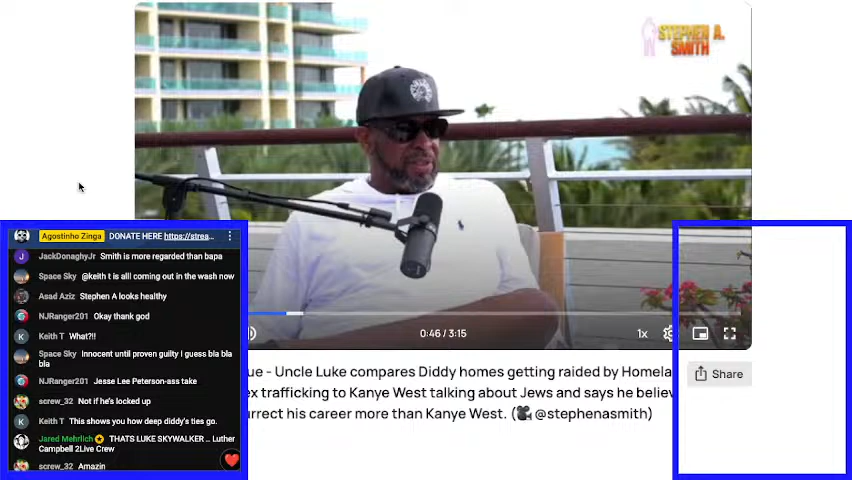 STEPHEN A.
SMITH
Agostinho Zinga DONATE HERE https://strea...
JackDonaghyJr Smith is more regarded than bapa
Space Sky @keith t is alll coming out in the wash now
Asad Aziz Stephen A looks healthy
NJRanger201 Okay thank god
Keith T What?!!
Space Sky Innocent until proven guilty I guess bla bla
bla
NJRanger201 Jesse Lee Peterson-ass take
screw_32 Not if he's locked up
Keith T This shows you how deep diddy's ties go.
Jared Mehrlich THATS LUKE SKYWALKER .. Luther
Campbell 2Live Crew
screw_32 Amazin
0:46 / 3:15
1x
ue - Uncle Luke compares Diddy homes getting raided by Homela
ex trafficking to Kanye West talking about Jews and says he believ
urrect his career more than Kanye West. (🎥 @stephenasmith)
Share